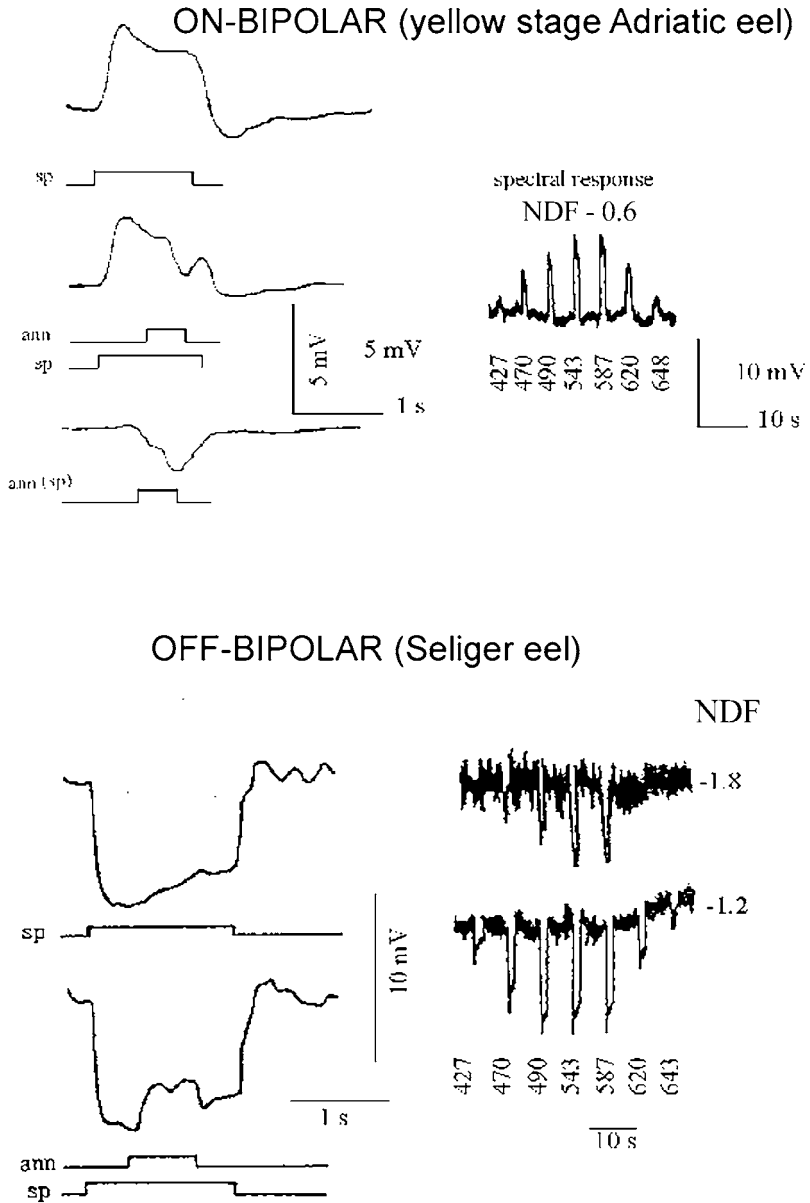 ON-BIPOLAR (yellow stage Adriatic eel)
sp
spectral response
NDF - 0.6
ann
sp
5 mV
5 mV
1 s
427 470 490 543 587 620 648
10 mV
10 s
ann (sp)
OFF-BIPOLAR (Seliger eel)
NDF
-1.8
-1.2
sp
10 mV
427 470 490 543 587 620 643
1 s
10 s
ann
sp